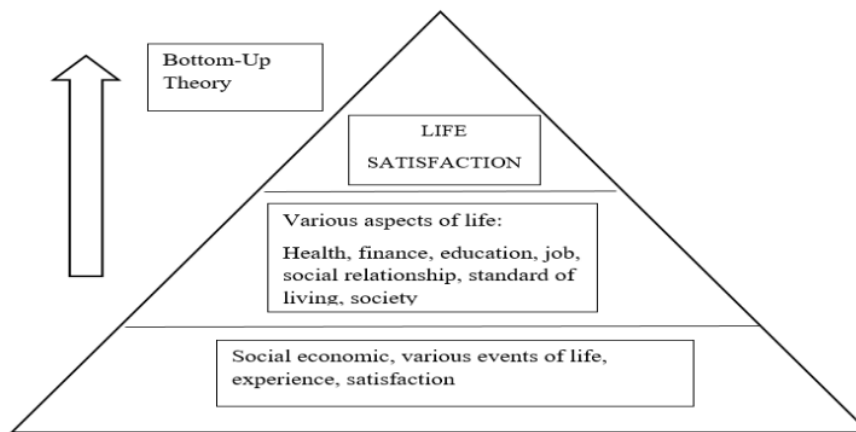 Bottom-Up
Theory
LIFE
SATISFACTION
Various aspects of life:
Health, finance, education, job,
social relationship, standard of
living, society
Social economic, various events of life,
experience, satisfaction